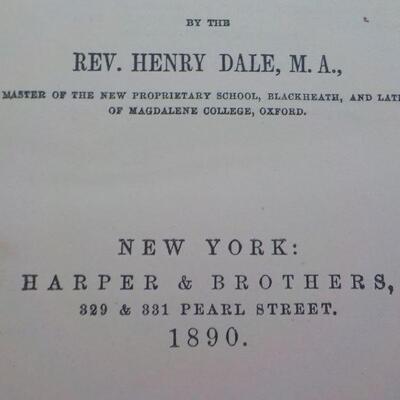 BY THE
REV. HENRY DALE, M. A.,
MASTER OF THE NEW PROPRIETARY SCHOOL, BLACKHEATH, AND LATE
OF MAGDALENE COLLEGE, OXFORD.
NEW YORK:
HARPER & BROTHERS,
329 & 331 PEARL STREET.
1890.